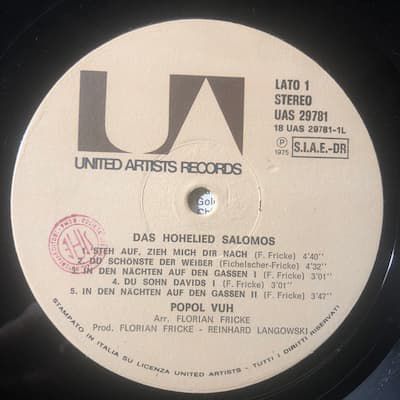 UA
LATO 1
STEREO
UAS 29781
18 UAS 29781-1L
P
1975
S.I.A.E.-DR
UNITED ARTISTS RECORDS
DAS HOHELIED SALOMOS
1. STEH AUF, ZIEH MICH DIR NACH (F. Fricke) 4'40"
2. DU SCHÖNSTE DER WEIBER (Fichelscher-Fricke) 4'32"
3. IN DEN NÄCHTEN AUF DEN GASSEN I (F. Fricke) 3'01"
4. DU SOHN DAVIDS I (F. Fricke) 3'01"
5. IN DEN NÄCHTEN AUF DEN GASSEN II (F. Fricke) 3'47"
POPOL VUH
Arr. FLORIAN FRICKE
Prod. FLORIAN FRICKE - REINHARD LANGOWSKI
STAMPATO IN ITALIA SU LICENZA UNITED ARTISTS - TUTTI I DIRITTI RISERVATI